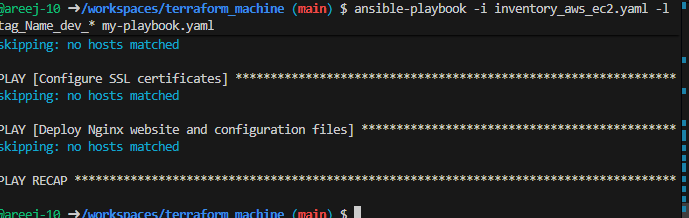 @areej-10 ➜/workspaces/terraform_machine (main) $ ansible-playbook -i inventory_aws_ec2.yaml -l
tag_Name_dev_* my-playbook.yaml
skipping: no hosts matched
PLAY [Configure SSL certificates] ***********************************************************
skipping: no hosts matched
PLAY [Deploy Nginx website and configuration files] ******************************************
skipping: no hosts matched
PLAY RECAP *********************************************************************************
@areej-10 ➜/workspaces/terraform_machine (main) $